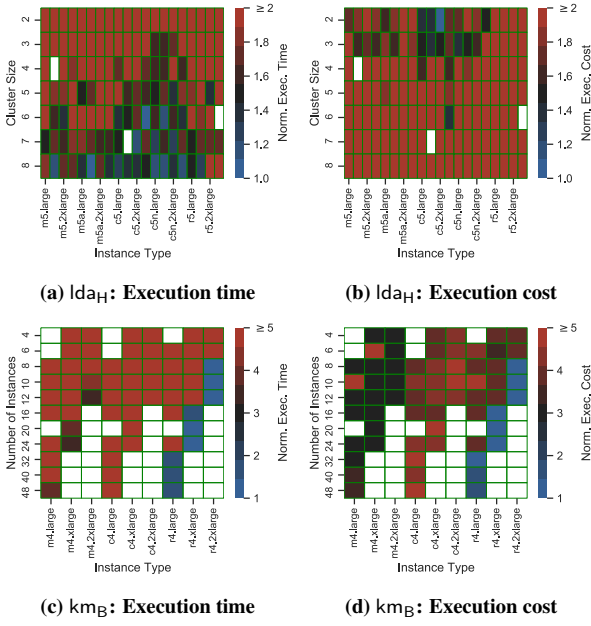 ≥ 2
1.8
1.6
1.4
1.2
1.0
Norm. Exec. Time
2
3
4
5
6
7
8
Cluster Size
m5.large
m5.2xlarge
m5a.large
m5a.2xlarge
c5.large
c5.2xlarge
c5n.large
c5n.2xlarge
r5.large
r5.2xlarge
Instance Type
(a) lda_H: Execution time
≥ 2
1.8
1.6
1.4
1.2
1.0
Norm. Exec. Cost
2
3
4
5
6
7
8
Cluster Size
m5.large
m5.2xlarge
m5a.large
m5a.2xlarge
c5.large
c5.2xlarge
c5n.large
c5n.2xlarge
r5.large
r5.2xlarge
Instance Type
(b) lda_H: Execution cost
≥ 5
4
3
2
1
Norm. Exec. Time
4
6
8
10
12
16
20
24
32
40
48
Number of Instances
m4.large
m4.xlarge
m4.2xlarge
c4.large
c4.xlarge
c4.2xlarge
r4.large
r4.xlarge
r4.2xlarge
Instance Type
(c) km_B: Execution time
≥ 5
4
3
2
1
Norm. Exec. Cost
4
6
8
10
12
16
20
24
32
40
48
Number of Instances
m4.large
m4.xlarge
m4.2xlarge
c4.large
c4.xlarge
c4.2xlarge
r4.large
r4.xlarge
r4.2xlarge
Instance Type
(d) km_B: Execution cost